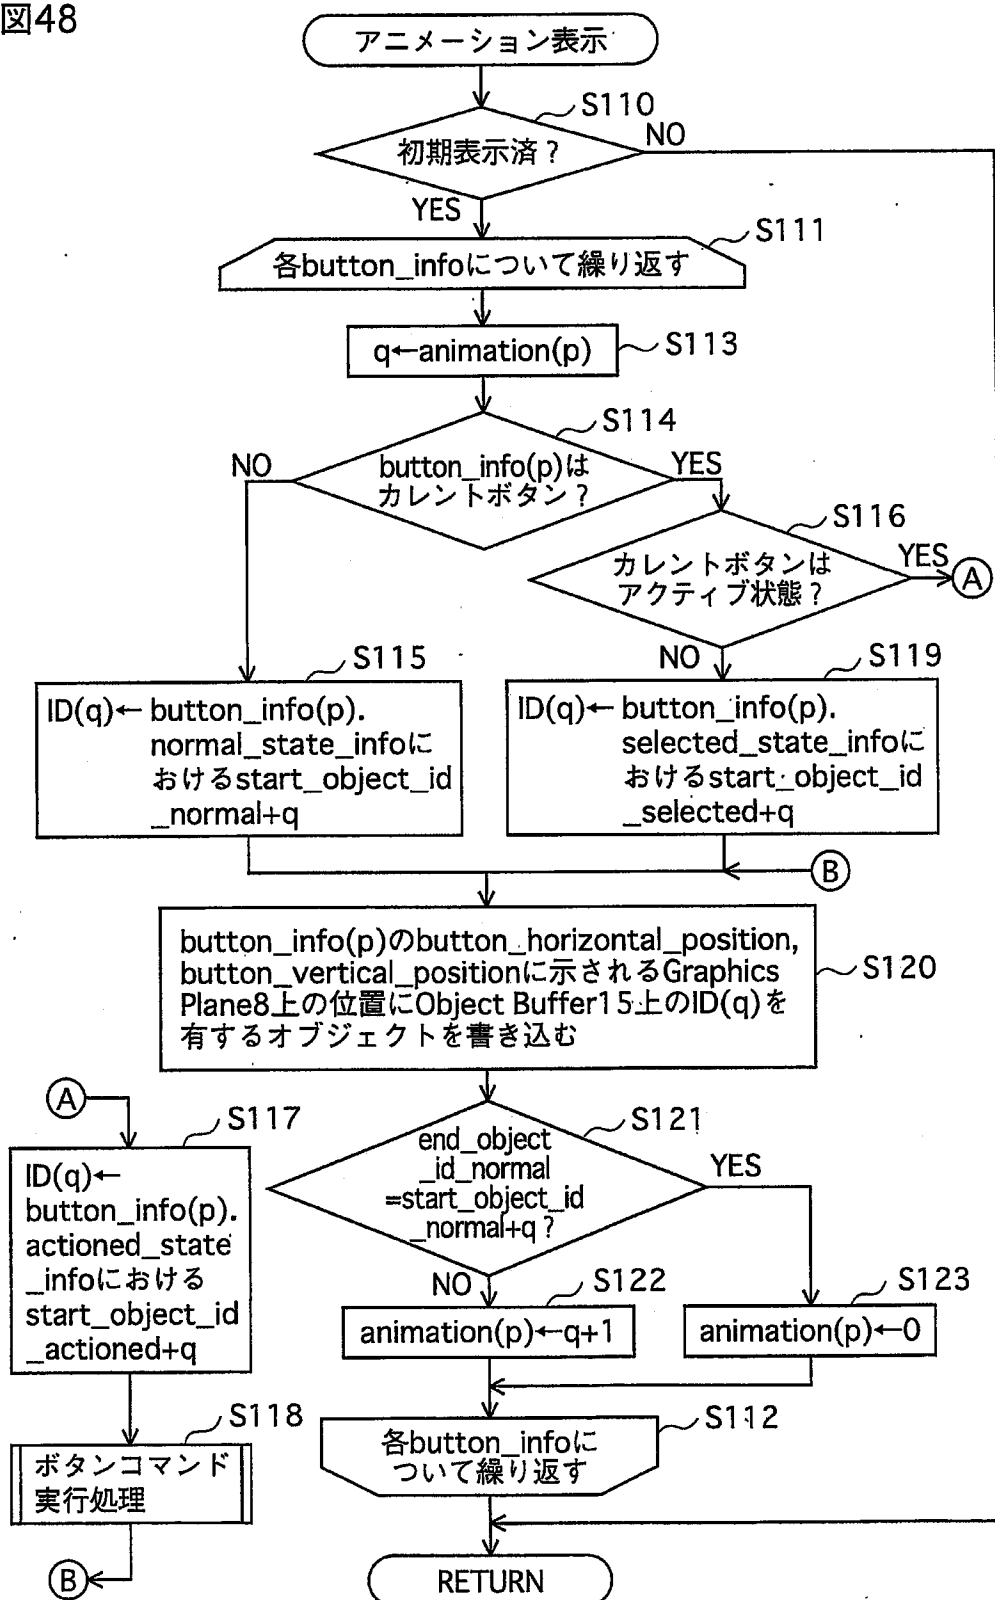 図48
アニメーション表示
S110
初期表示済？
NO
YES
S111
各button_infoについて繰り返す
q←animation(p)
S113
S114
button_info(p)は
カレントボタン？
NO
YES
S116
カレントボタンは
アクティブ状態？
YES
A
NO
S115
ID(q)← button_info(p).
normal_state_infoに
おけるstart_object_id
_normal+q
S119
ID(q)← button_info(p).
selected_state_infoに
おけるstart_object_id
_selected+q
B
button_info(p)のbutton_horizontal_position,
button_vertical_positionに示されるGraphics
Plane8上の位置にObject Buffer15上のID(q)を
有するオブジェクトを書き込む
S120
A
S117
ID(q)←
button_info(p).
actioned_state
_infoにおける
start_object_id
_actioned+q
S118
ボタンコマンド
実行処理
B
S121
end_object
_id_normal
=start_object_id
_normal+q？
YES
NO
S122
animation(p)←q+1
S123
animation(p)←0
S112
各button_infoに
ついて繰り返す
RETURN